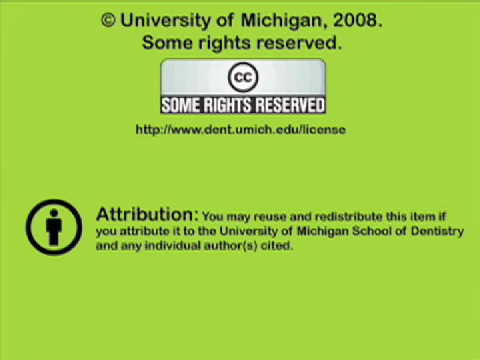 © University of Michigan, 2008.
Some rights reserved.
cc
SOME RIGHTS RESERVED
http://www.dent.umich.edu/license
Attribution: You may reuse and redistribute this item if
you attribute it to the University of Michigan School of Dentistry
and any individual author(s) cited.